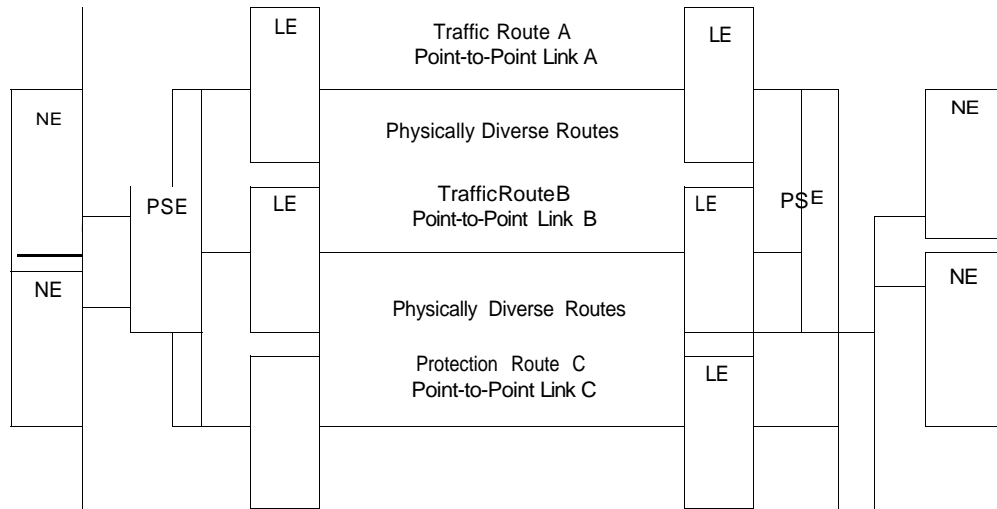 LE
Traffic Route A
LE
Point-to-Point Link A
NE
NE
Physically Diverse Routes
PSE
LE
TrafficRouteB
LE
PSE
Point-to-Point Link B
NE
NE
Physically Diverse Routes
Protection Route C
LE
Point-to-Point Link C